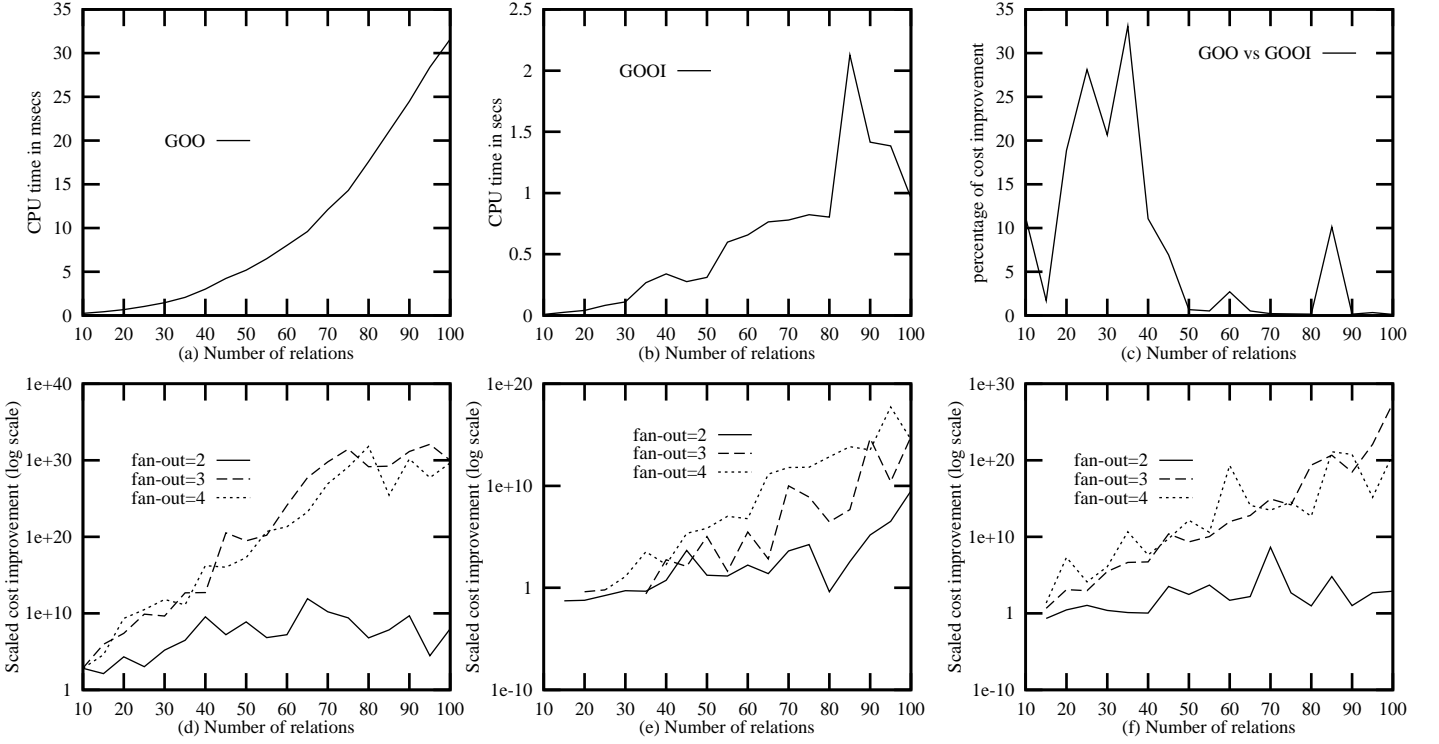 CPU time in msecs
35
30
25
20
15
10
5
0
GOO
10 20 30 40 50 60 70 80 90 100
(a) Number of relations
CPU time in secs
2.5
2
1.5
1
0.5
0
GOOI
10 20 30 40 50 60 70 80 90 100
(b) Number of relations
percentage of cost improvement
35
30
25
20
15
10
5
0
GOO vs GOOI
10 20 30 40 50 60 70 80 90 100
(c) Number of relations
Scaled cost improvement (log scale)
1e+40
1e+30
1e+20
1e+10
1
fan-out=2
fan-out=3
fan-out=4
10 20 30 40 50 60 70 80 90 100
(d) Number of relations
Scaled cost improvement (log scale)
1e+20
1e+10
1
1e-10
fan-out=2
fan-out=3
fan-out=4
10 20 30 40 50 60 70 80 90 100
(e) Number of relations
Scaled cost improvement (log scale)
1e+30
1e+20
1e+10
1
1e-10
fan-out=2
fan-out=3
fan-out=4
10 20 30 40 50 60 70 80 90 100
(f) Number of relations